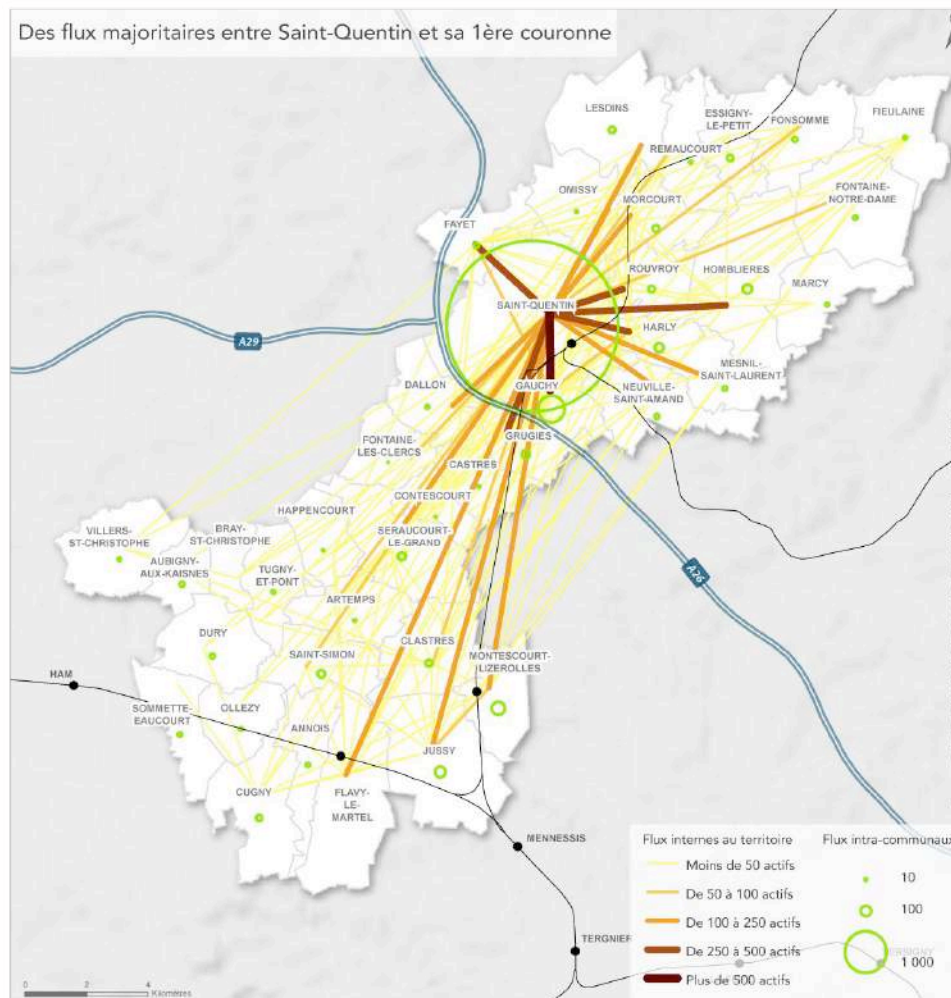 Des flux majoritaires entre Saint-Quentin et sa 1ère couronne
LESDINS
ESSIGNY-
LE-PETIT
FONSOMME
FIEULAINE
REMAUCOURT
OMISSY
MORCOURT
FONTAINE-
NOTRE-DAME
FAYET
ROUVROY
HOMBLIERES
MARCY
SAINT-QUENTIN
HARLY
A29
MESNIL-
SAINT-LAURENT
GAUCHY
NEUVILLE-
SAINT-AMAND
DALLON
GRUGIES
FONTAINE-
LES-CLERCS
CASTRES
CONTESCOURT
HAPPENCOURT
SERAUCOURT-
LE-GRAND
VILLERS-
ST-CHRISTOPHE
BRAY-
ST-CHRISTOPHE
AUBIGNY-
AUX-KAISNES
TUGNY-
ET-PONT
A26
ARTEMPS
DURY
SAINT-SIMON
CLASTRES
MONTESCOURT-
LIZEROLLES
HAM
SOMMETTE-
EAUCOURT
OLLEZY
ANNOIS
JUSSY
CUGNY
FLAVY-
LE-
MARTEL
MENNESSIS
TERGNIER
Flux internes au territoire
Moins de 50 actifs
De 50 à 100 actifs
De 100 à 250 actifs
De 250 à 500 actifs
Plus de 500 actifs
Flux intra-communaux
10
100
1 000
0 2 4
Kilomètres